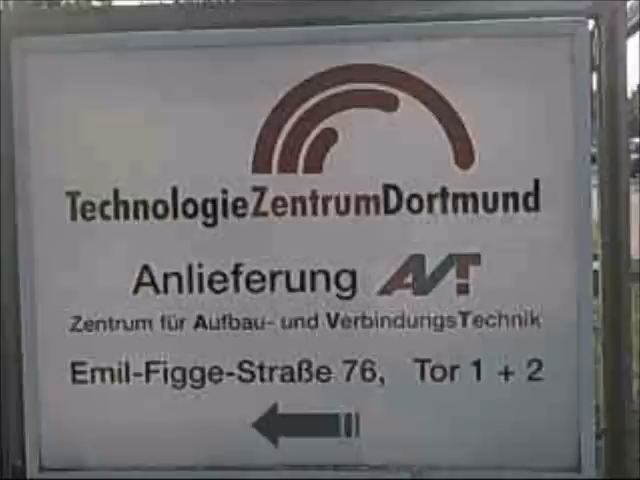 TechnologieZentrumDortmund
Anlieferung AVT
Zentrum für Aufbau- und VerbindungsTechnik
Emil-Figge-Straße 76, Tor 1 + 2